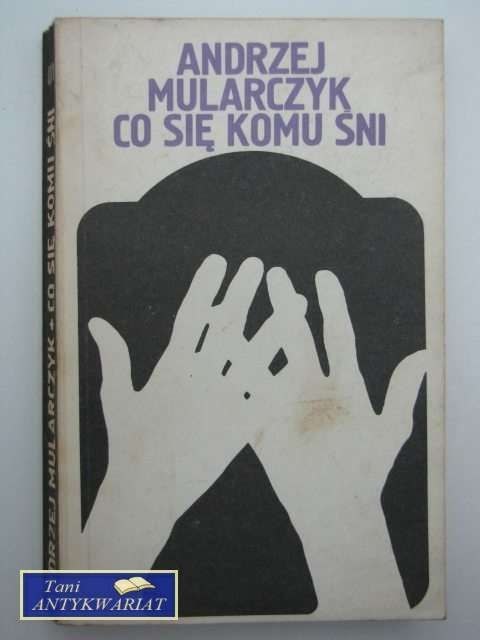 ANDRZEJ
MULARCZYK
CO SIĘ KOMU ŚNI
ANDRZEJ MULARCZYK + CO SIĘ KOMU ŚNI
Tani
ANTYKWARIAT